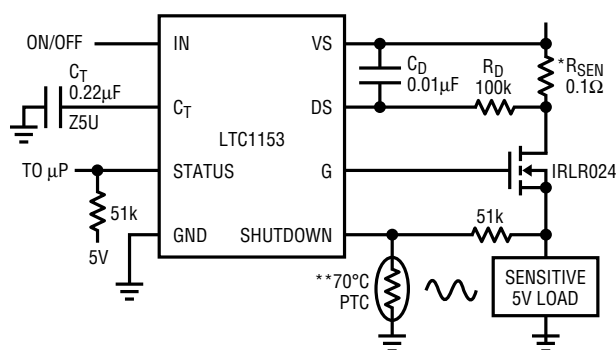 ON/OFF
IN
VS
CT
0.22µF
Z5U
CT
CD
0.01µF
RD
100k
*RSEN
0.1Ω
DS
LTC1153
TO µP
STATUS
G
IRLR024
51k
5V
GND
SHUTDOWN
51k
**70°C
PTC
SENSITIVE
5V LOAD